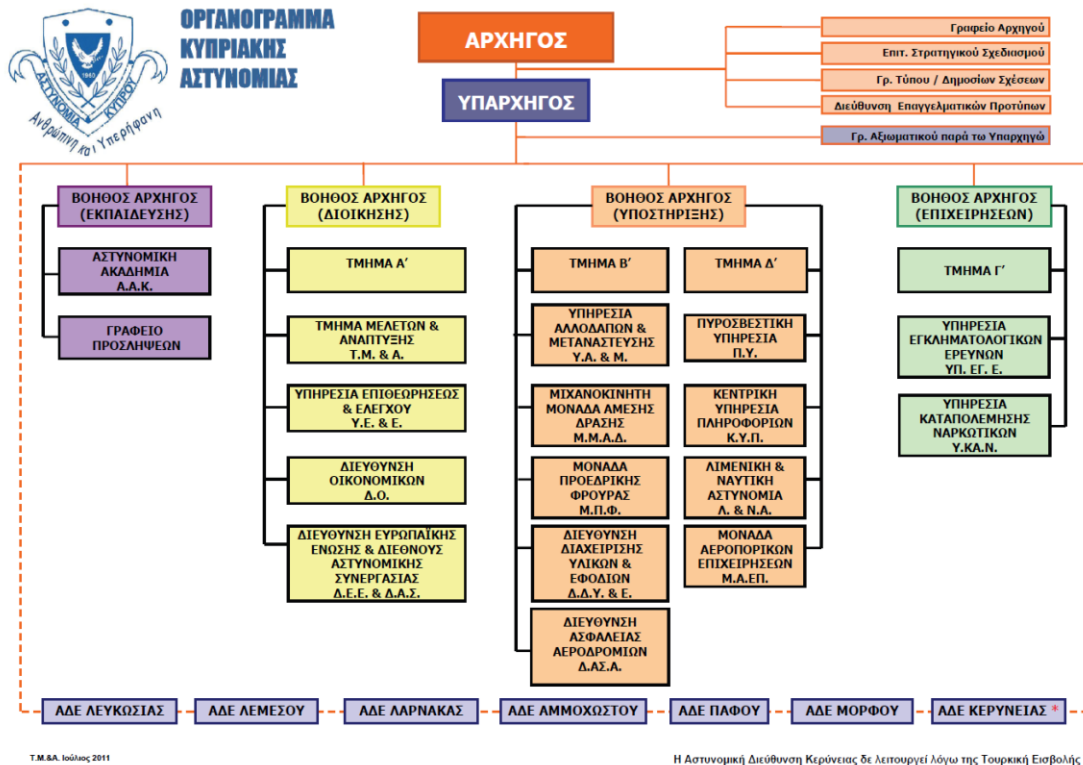 ΟΡΓΑΝΟΓΡΑΜΜΑ
ΚΥΠΡΙΑΚΗΣ
ΑΣΤΥΝΟΜΙΑΣ
1960
ΑΣΤΥΝΟΜΙΑ ΚΥΠΡΟΥ
Ανθρώπινη και Υπερήφανη
ΑΡΧΗΓΟΣ
ΥΠΑΡΧΗΓΟΣ
Γραφείο Αρχηγού
Επιτ. Στρατηγικού Σχεδιασμού
Γρ. Τύπου / Δημοσίων Σχέσεων
Διεύθυνση Επαγγελματικών Προτύπων
Γρ. Αξιωματικού παρά τω Υπαρχηγώ
ΒΟΗΘΟΣ ΑΡΧΗΓΟΣ
(ΕΚΠΑΙΔΕΥΣΗΣ)
ΑΣΤΥΝΟΜΙΚΗ
ΑΚΑΔΗΜΙΑ
Α.Α.Κ.
ΓΡΑΦΕΙΟ
ΠΡΟΣΛΗΨΕΩΝ
ΒΟΗΘΟΣ ΑΡΧΗΓΟΣ
(ΔΙΟΙΚΗΣΗΣ)
ΤΜΗΜΑ Α′
ΤΜΗΜΑ ΜΕΛΕΤΩΝ &
ΑΝΑΠΤΥΞΗΣ
Τ.Μ. & Α.
ΥΠΗΡΕΣΙΑ ΕΠΙΘΕΩΡΗΣΕΩΣ
& ΕΛΕΓΧΟΥ
Υ.Ε. & Ε.
ΔΙΕΥΘΥΝΣΗ
ΟΙΚΟΝΟΜΙΚΩΝ
Δ.Ο.
ΔΙΕΥΘΥΝΣΗ ΕΥΡΩΠΑΪΚΗΣ
ΕΝΩΣΗΣ & ΔΙΕΘΝΟΥΣ
ΑΣΤΥΝΟΜΙΚΗΣ
ΣΥΝΕΡΓΑΣΙΑΣ
Δ.Ε.Ε. & Δ.Α.Σ.
ΒΟΗΘΟΣ ΑΡΧΗΓΟΣ
(ΥΠΟΣΤΗΡΙΞΗΣ)
ΤΜΗΜΑ Β′
ΥΠΗΡΕΣΙΑ
ΑΛΛΟΔΑΠΩΝ &
ΜΕΤΑΝΑΣΤΕΥΣΗΣ
Υ.Α. & Μ.
ΜΙΧΑΝΟΚΙΝΗΤΗ
ΜΟΝΑΔΑ ΑΜΕΣΗΣ
ΔΡΑΣΗΣ
Μ.Μ.Α.Δ.
ΜΟΝΑΔΑ
ΠΡΟΕΔΡΙΚΗΣ
ΦΡΟΥΡΑΣ
Μ.Π.Φ.
ΔΙΕΥΘΥΝΣΗ
ΔΙΑΧΕΙΡΙΣΗΣ
ΥΛΙΚΩΝ &
ΕΦΟΔΙΩΝ
Δ.Δ.Υ. & Ε.
ΔΙΕΥΘΥΝΣΗ
ΑΣΦΑΛΕΙΑΣ
ΑΕΡΟΔΡΟΜΙΩΝ
Δ.ΑΣ.Α.
ΤΜΗΜΑ Δ′
ΠΥΡΟΣΒΕΣΤΙΚΗ
ΥΠΗΡΕΣΙΑ
Π.Υ.
ΚΕΝΤΡΙΚΗ
ΥΠΗΡΕΣΙΑ
ΠΛΗΡΟΦΟΡΙΩΝ
Κ.Υ.Π.
ΛΙΜΕΝΙΚΗ &
ΝΑΥΤΙΚΗ
ΑΣΤΥΝΟΜΙΑ
Λ. & Ν.Α.
ΜΟΝΑΔΑ
ΑΕΡΟΠΟΡΙΚΩΝ
ΕΠΙΧΕΙΡΗΣΕΩΝ
Μ.Α.ΕΠ.
ΒΟΗΘΟΣ ΑΡΧΗΓΟΣ
(ΕΠΙΧΕΙΡΗΣΕΩΝ)
ΤΜΗΜΑ Γ′
ΥΠΗΡΕΣΙΑ
ΕΓΚΛΗΜΑΤΟΛΟΓΙΚΩΝ
ΕΡΕΥΝΩΝ
ΥΠ. ΕΓ. Ε.
ΥΠΗΡΕΣΙΑ
ΚΑΤΑΠΟΛΕΜΗΣΗΣ
ΝΑΡΚΩΤΙΚΩΝ
Υ.ΚΑ.Ν.
ΑΔΕ ΛΕΥΚΩΣΙΑΣ
ΑΔΕ ΛΕΜΕΣΟΥ
ΑΔΕ ΛΑΡΝΑΚΑΣ
ΑΔΕ ΑΜΜΟΧΩΣΤΟΥ
ΑΔΕ ΠΑΦΟΥ
ΑΔΕ ΜΟΡΦΟΥ
ΑΔΕ ΚΕΡΥΝΕΙΑΣ *
Τ.Μ.&Α. Ιούλιος 2011
Η Αστυνομική Διεύθυνση Κερύνειας δε λειτουργεί λόγω της Τουρκική Εισβολής